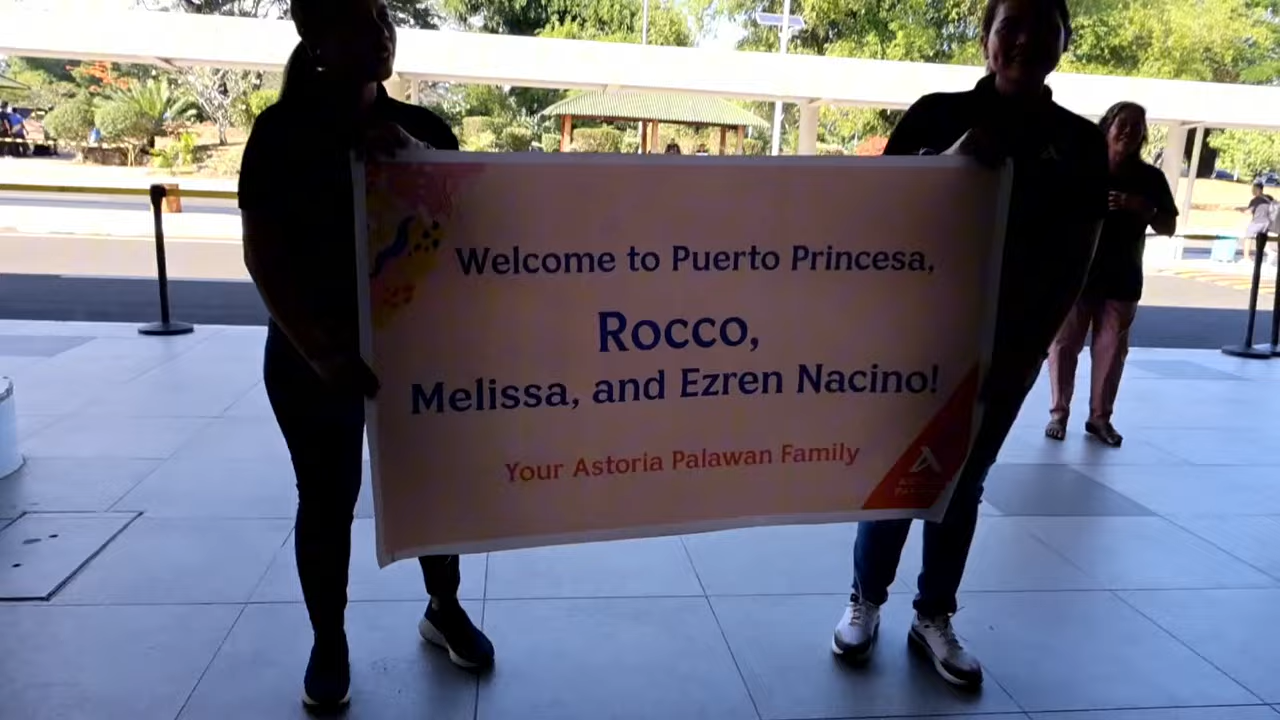 Welcome to Puerto Princesa,
Rocco,
Melissa, and Ezren Nacino!
Your Astoria Palawan Family